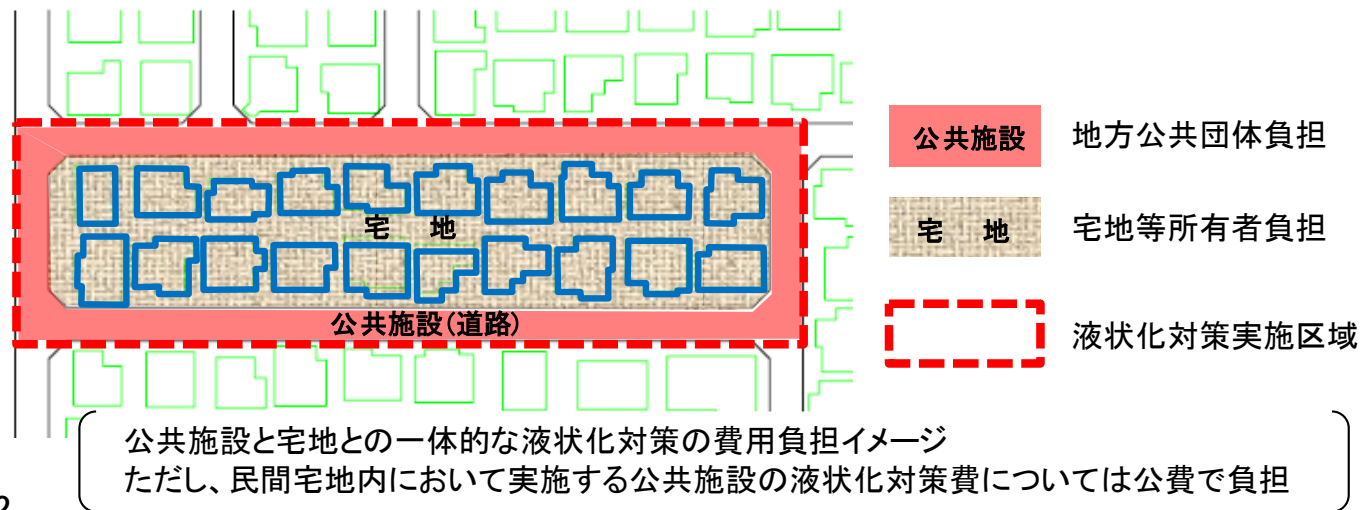 公共施設 地方公共団体負担
宅 地
宅 地 宅地等所有者負担
公共施設(道路)
液状化対策実施区域
公共施設と宅地との一体的な液状化対策の費用負担イメージ
ただし、民間宅地内において実施する公共施設の液状化対策費については公費で負担